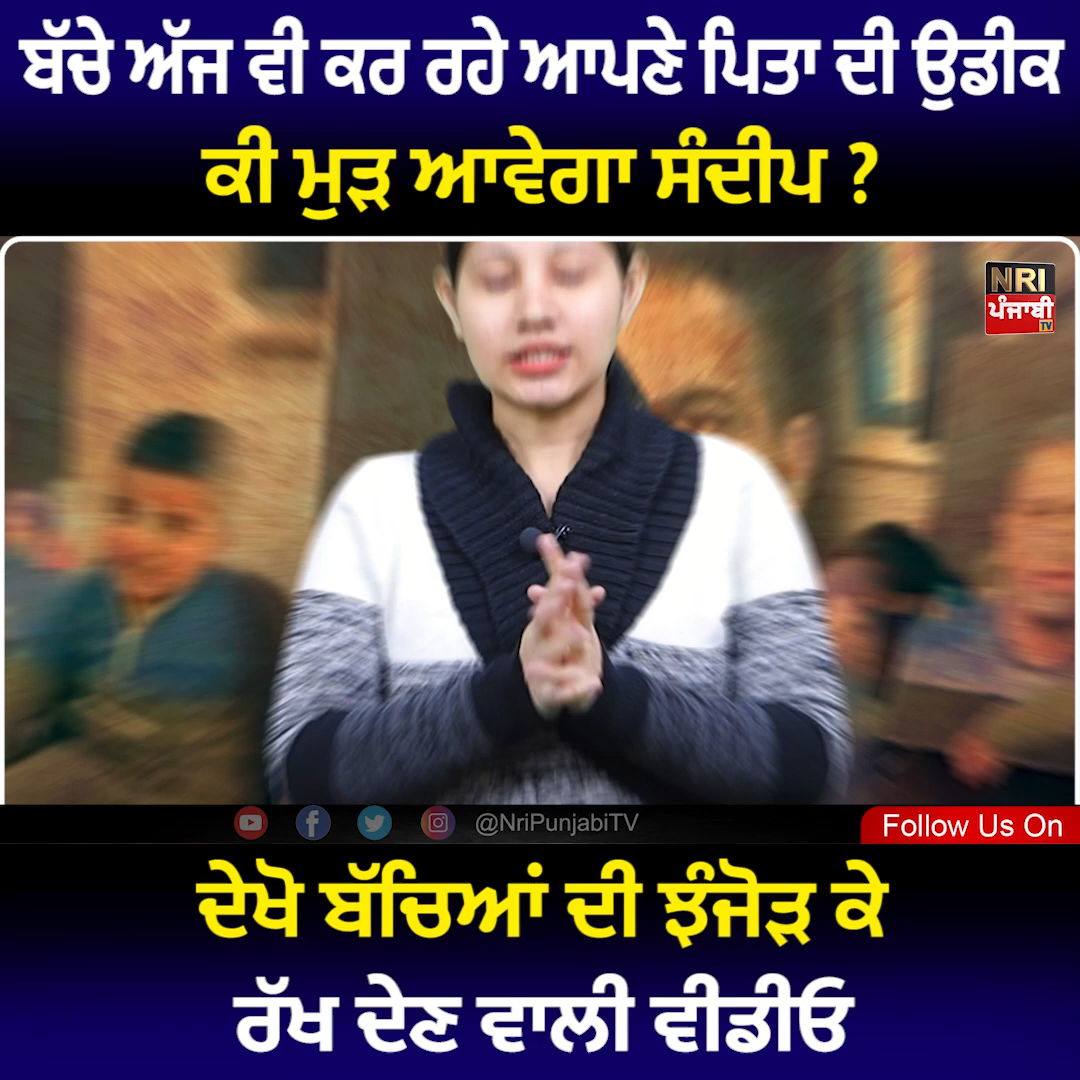 ਬੱਚੇ ਅੱਜ ਵੀ ਕਰ ਰਹੇ ਆਪਣੇ ਪਿਤਾ ਦੀ ਉਡੀਕ
ਕੀ ਮੁੜ ਆਵੇਗਾ ਸੰਦੀਪ ?
NRI
ਪੰਜਾਬੀ
TV
@NriPunjabiTV
Follow Us On
ਦੇਖੋ ਬੱਚਿਆਂ ਦੀ ਝੰਜੋੜ ਕੇ
ਰੱਖ ਦੇਣ ਵਾਲੀ ਵੀਡੀਓ